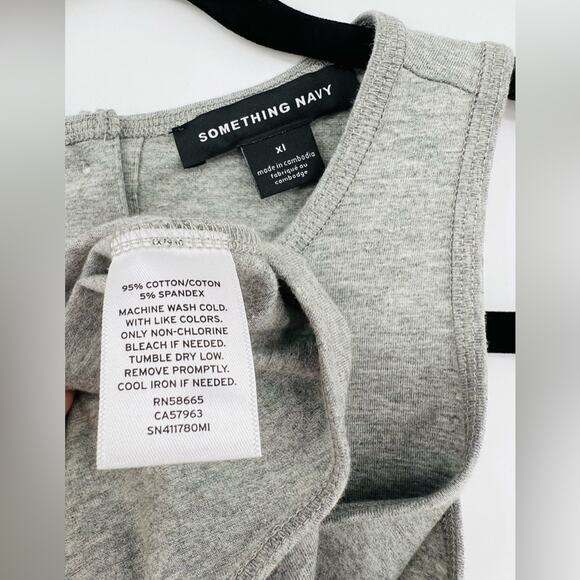 SOMETHING NAVY
xl
made in cambodia
fabriqué au
cambodge
95% COTTON/COTON
5% SPANDEX
MACHINE WASH COLD.
WITH LIKE COLORS.
ONLY NON-CHLORINE
BLEACH IF NEEDED.
TUMBLE DRY LOW.
REMOVE PROMPTLY.
COOL IRON IF NEEDED.
RN58665
CA57963
SN411780MI